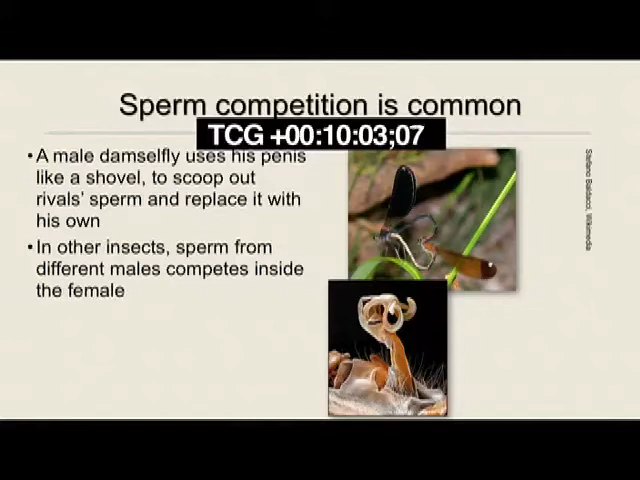 Sperm competition is common
TCG +00:10:03;07
•A male damselfly uses his penis
like a shovel, to scoop out
rivals' sperm and replace it with
his own
•In other insects, sperm from
different males competes inside
the female
Stefano Baldacci, Wikimedia